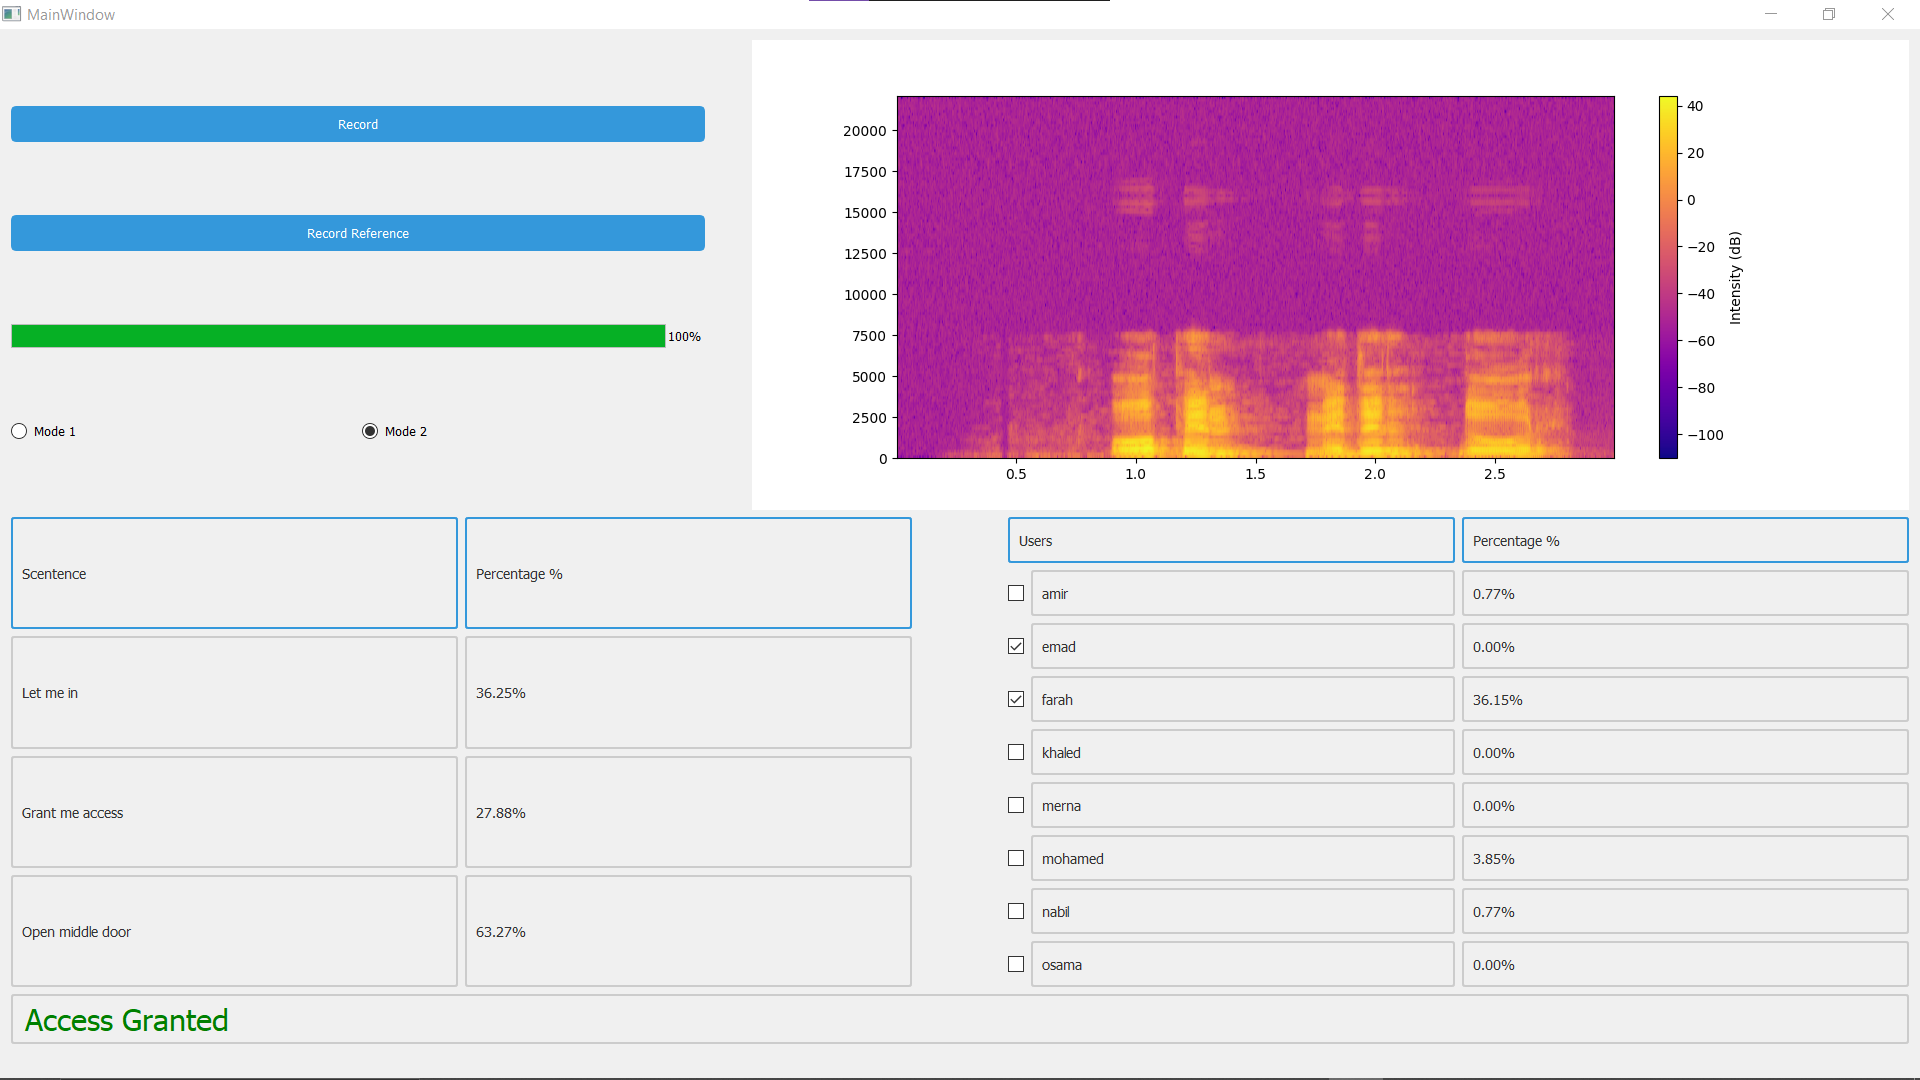 MainWindow
Record
Record Reference
100%
Mode 1 Mode 2
20000
17500
15000
12500
10000
7500
5000
2500
0
0.5 1.0 1.5 2.0 2.5
40
20
0
−20
−40
−60
−80
−100
Intensity (dB)
Scentence Percentage %
Let me in 36.25%
Grant me access 27.88%
Open middle door 63.27%
Users Percentage %
amir 0.77%
emad 0.00%
farah 36.15%
khaled 0.00%
merna 0.00%
mohamed 3.85%
nabil 0.77%
osama 0.00%
Access Granted